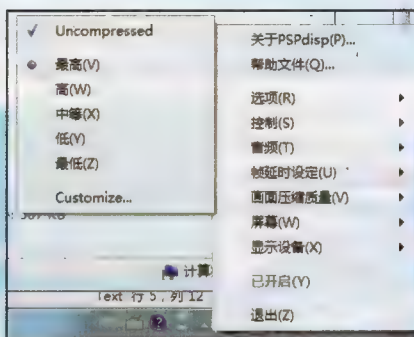 Uncompressed
最高(V)
高(W)
中等(X)
低(Y)
最低(Z)
Customize...
关于PSPdisp(P)...
帮助文件(Q)...
选项(R)
控制(S)
音频(T)
帧延时设定(U)
画面压缩质量(V)
屏幕(W)
显示设备(X)
已开启(Y)
退出(Z)
计算
Text 行 5，列 12